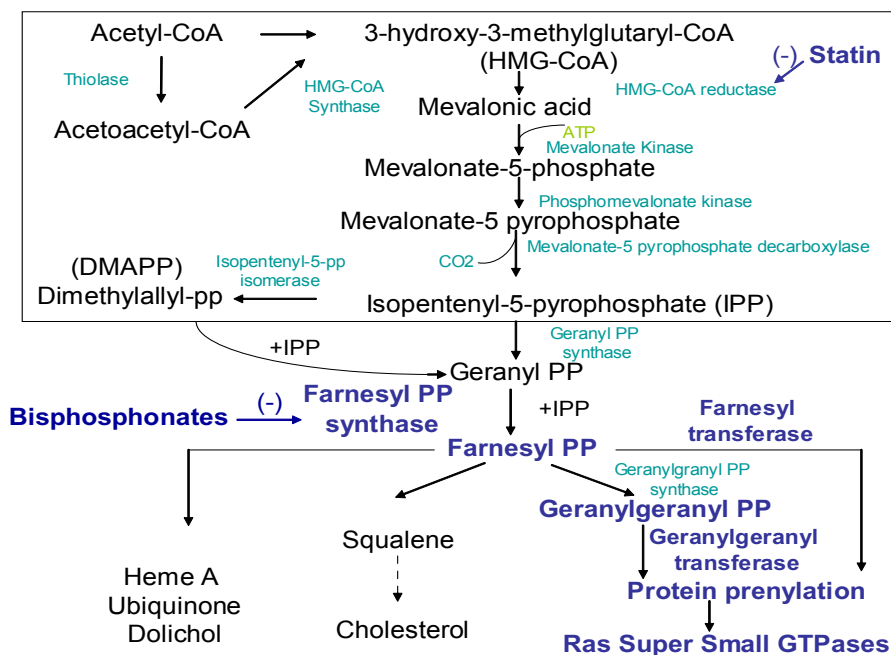 Acetyl-CoA
3-hydroxy-3-methylglutaryl-CoA
(HMG-CoA)
(-) Statin
Thiolase
HMG-CoA
Synthase
HMG-CoA reductase
Acetoacetyl-CoA
Mevalonic acid
ATP
Mevalonate Kinase
Mevalonate-5-phosphate
Phosphomevalonate kinase
Mevalonate-5 pyrophosphate
CO2
Mevalonate-5 pyrophosphate decarboxylase
(DMAPP)
Dimethylallyl-pp
Isopentenyl-5-pp
isomerase
Isopentenyl-5-pyrophosphate (IPP)
+IPP
Geranyl PP
synthase
Geranyl PP
Bisphosphonates
(-)
Farnesyl PP
synthase
+IPP
Farnesyl
transferase
Farnesyl PP
Geranylgranyl PP
synthase
Geranylgeranyl PP
Squalene
Geranylgeranyl
transferase
Heme A
Ubiquinone
Dolichol
Cholesterol
Protein prenylation
Ras Super Small GTPases